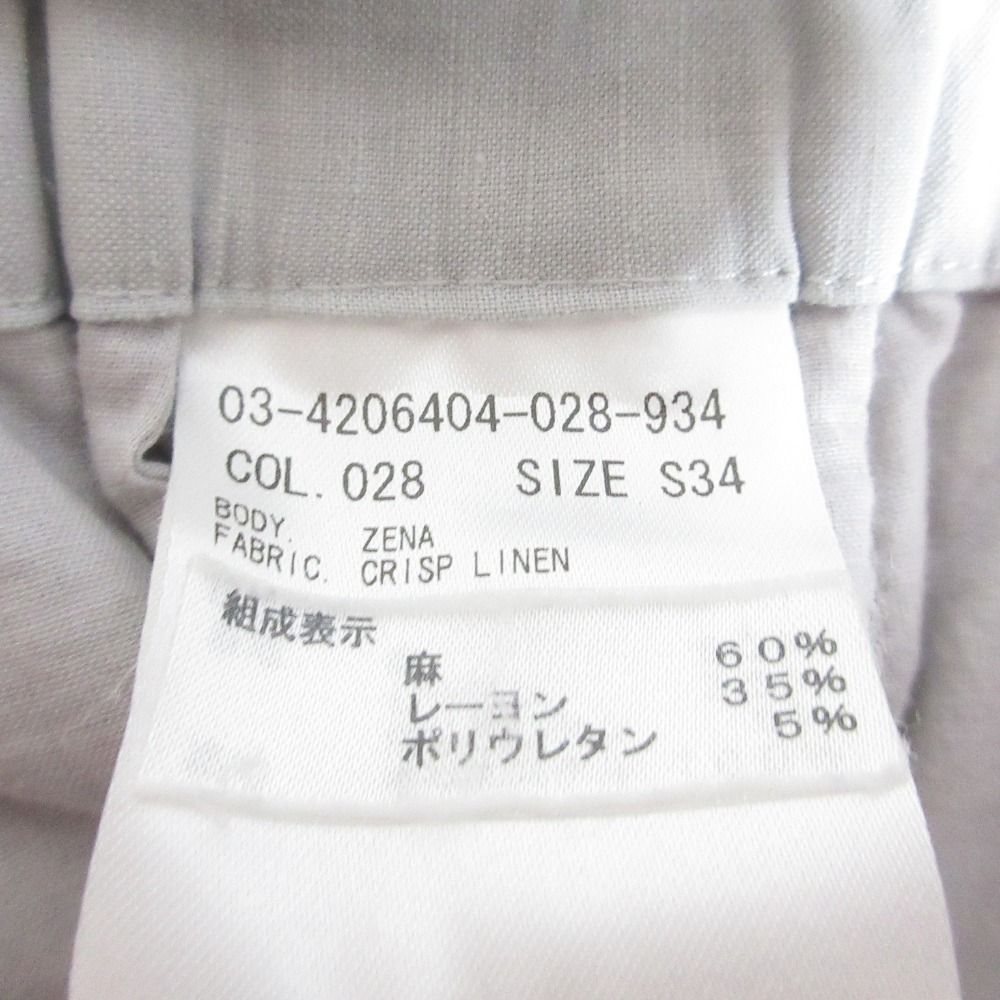 03-4206404-028-934
COL. 028 SIZE S34
BODY. ZENA
FABRIC. CRISP LINEN
組成表示
麻 60%
レーヨン 35%
ポリウレタン 5%